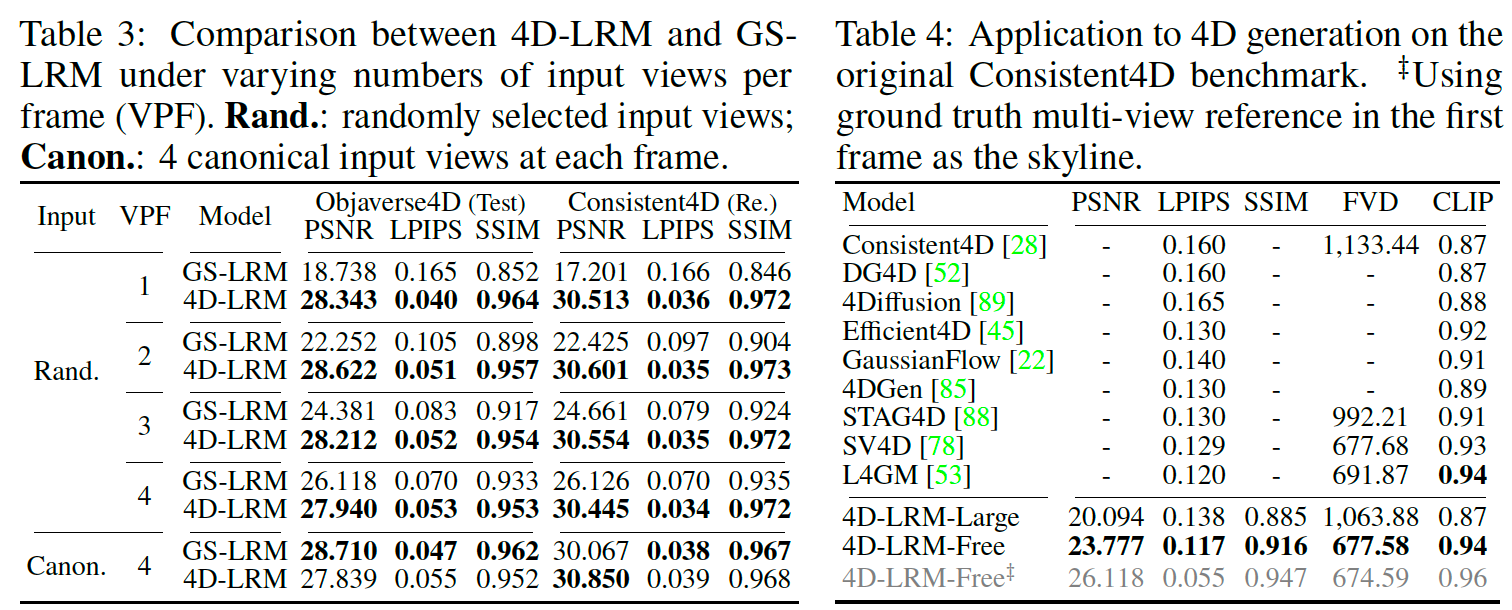 Table 3: Comparison between 4D-LRM and GS-
LRM under varying numbers of input views per
frame (VPF). Rand.: randomly selected input views;
Canon.: 4 canonical input views at each frame.
Input VPF Model Objaverse4D (Test) Consistent4D (Re.)
PSNR LPIPS SSIM PSNR LPIPS SSIM
Rand.
1
GS-LRM 18.738 0.165 0.852 17.201 0.166 0.846
4D-LRM 28.343 0.040 0.964 30.513 0.036 0.972
2
GS-LRM 22.252 0.105 0.898 22.425 0.097 0.904
4D-LRM 28.622 0.051 0.957 30.601 0.035 0.973
3
GS-LRM 24.381 0.083 0.917 24.661 0.079 0.924
4D-LRM 28.212 0.052 0.954 30.554 0.035 0.972
4
GS-LRM 26.118 0.070 0.933 26.126 0.070 0.935
4D-LRM 27.940 0.053 0.953 30.445 0.034 0.972
Canon. 4
GS-LRM 28.710 0.047 0.962 30.067 0.038 0.967
4D-LRM 27.839 0.055 0.952 30.850 0.039 0.968
Table 4: Application to 4D generation on the
original Consistent4D benchmark. ‡Using
ground truth multi-view reference in the first
frame as the skyline.
Model PSNR LPIPS SSIM FVD CLIP
Consistent4D [28] - 0.160 - 1,133.44 0.87
DG4D [52] - 0.160 - - 0.87
4Diffusion [89] - 0.165 - - 0.88
Efficient4D [45] - 0.130 - - 0.92
GaussianFlow [22] - 0.140 - - 0.91
4DGen [85] - 0.130 - - 0.89
STAG4D [88] - 0.130 - 992.21 0.91
SV4D [78] - 0.129 - 677.68 0.93
L4GM [53] - 0.120 - 691.87 0.94
4D-LRM-Large 20.094 0.138 0.885 1,063.88 0.87
4D-LRM-Free 23.777 0.117 0.916 677.58 0.94
4D-LRM-Free‡ 26.118 0.055 0.947 674.59 0.96